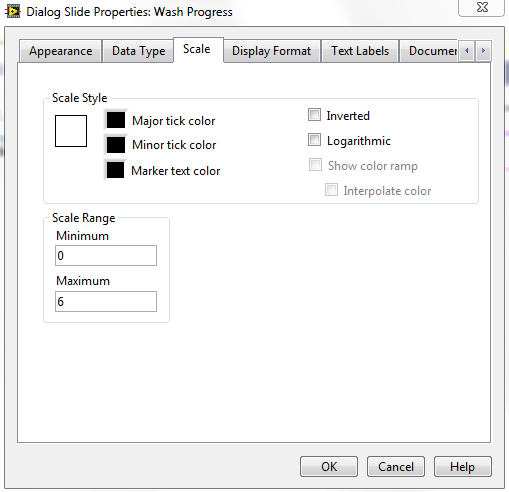 Dialog Slide Properties: Wash Progress
Appearance Data Type Scale Display Format Text Labels Documen
Scale Style
Major tick color
Minor tick color
Marker text color
Inverted
Logarithmic
Show color ramp
Interpolate color
Scale Range
Minimum
0
Maximum
6
OK Cancel Help